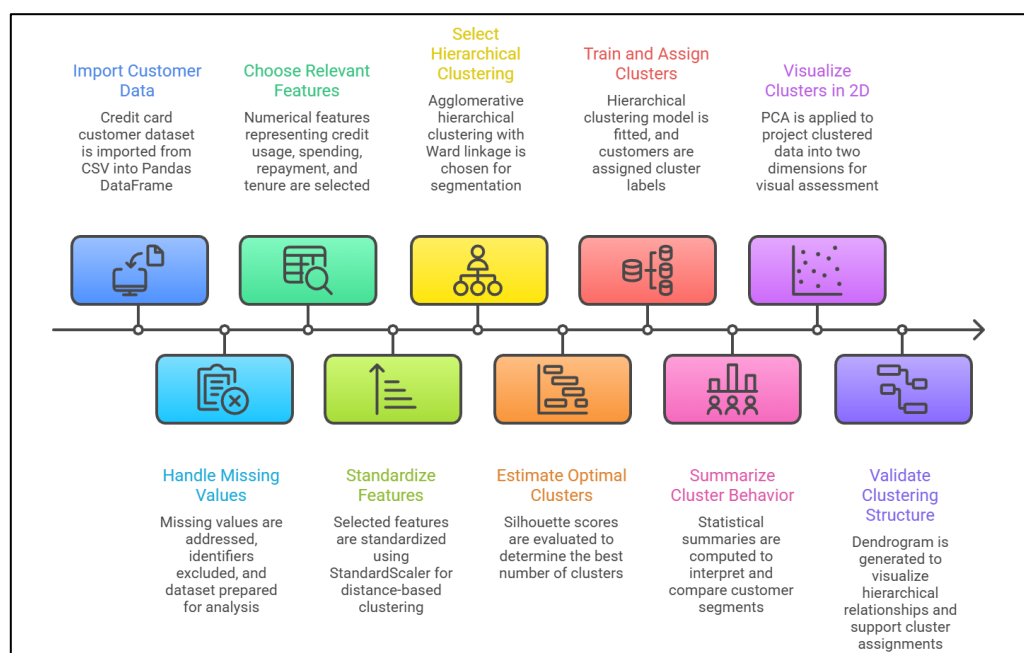 Import Customer
Data
Credit card
customer dataset
is imported from
CSV into Pandas
DataFrame
Choose Relevant
Features
Numerical features
representing credit
usage, spending,
repayment, and
tenure are selected
Select
Hierarchical
Clustering
Agglomerative
hierarchical
clustering with
Ward linkage is
chosen for
segmentation
Train and Assign
Clusters
Hierarchical
clustering model is
fitted, and
customers are
assigned cluster
labels
Visualize
Clusters in 2D
PCA is applied to
project clustered
data into two
dimensions for
visual assessment
Handle Missing
Values
Missing values are
addressed,
identifiers
excluded, and
dataset prepared
for analysis
Standardize
Features
Selected features
are standardized
using
StandardScaler for
distance-based
clustering
Estimate Optimal
Clusters
Silhouette scores
are evaluated to
determine the best
number of clusters
Summarize
Cluster Behavior
Statistical
summaries are
computed to
interpret and
compare customer
segments
Validate
Clustering
Structure
Dendrogram is
generated to
visualize
hierarchical
relationships and
support cluster
assignments